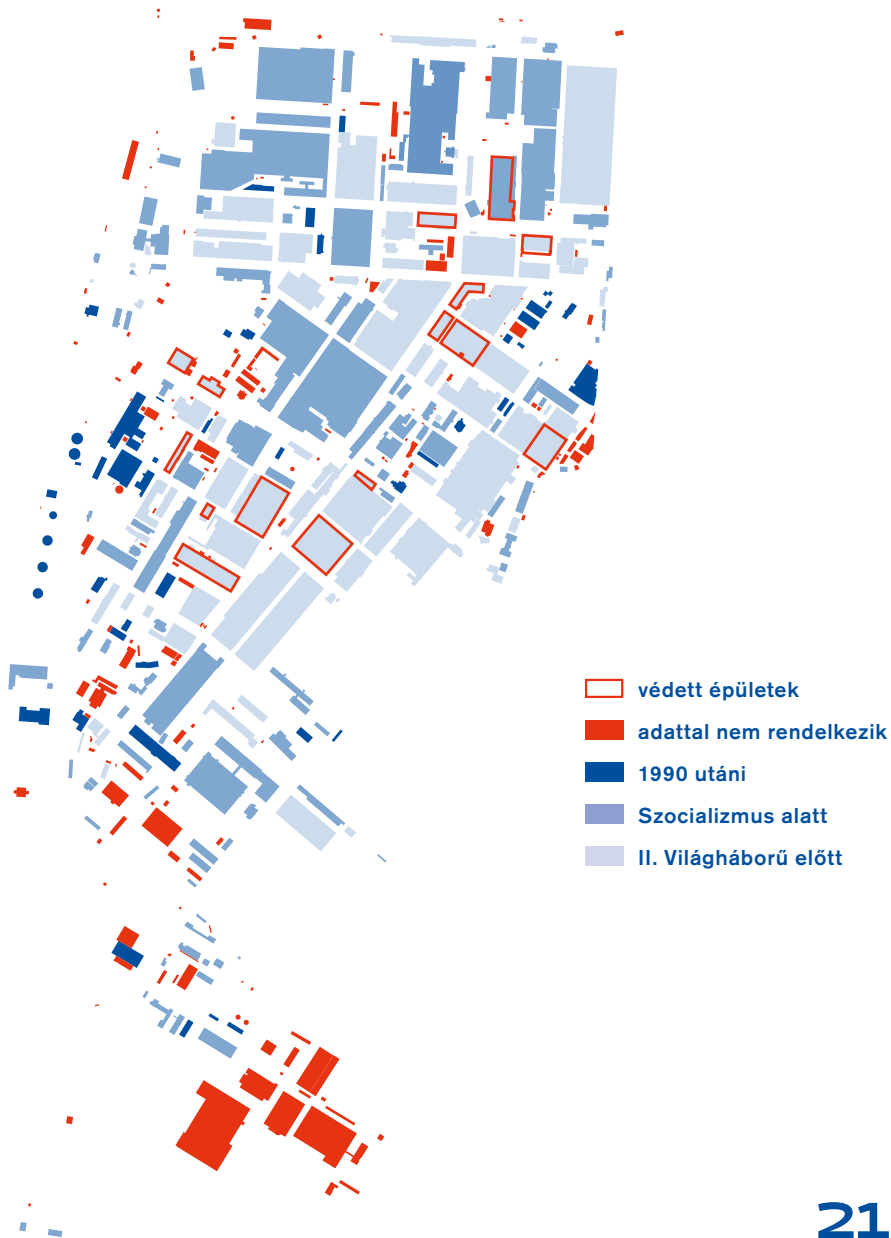 védett épületek
adattal nem rendelkezik
1990 utáni
Szocializmus alatt
II. Világháború előtt
21